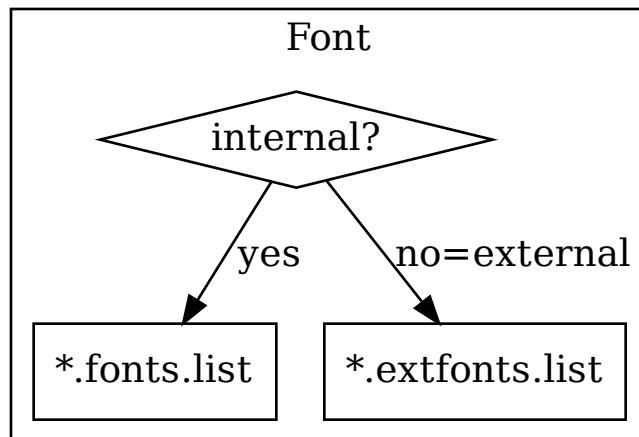 Font
internal?
yes
no=external
*.fonts.list
*.extfonts.list